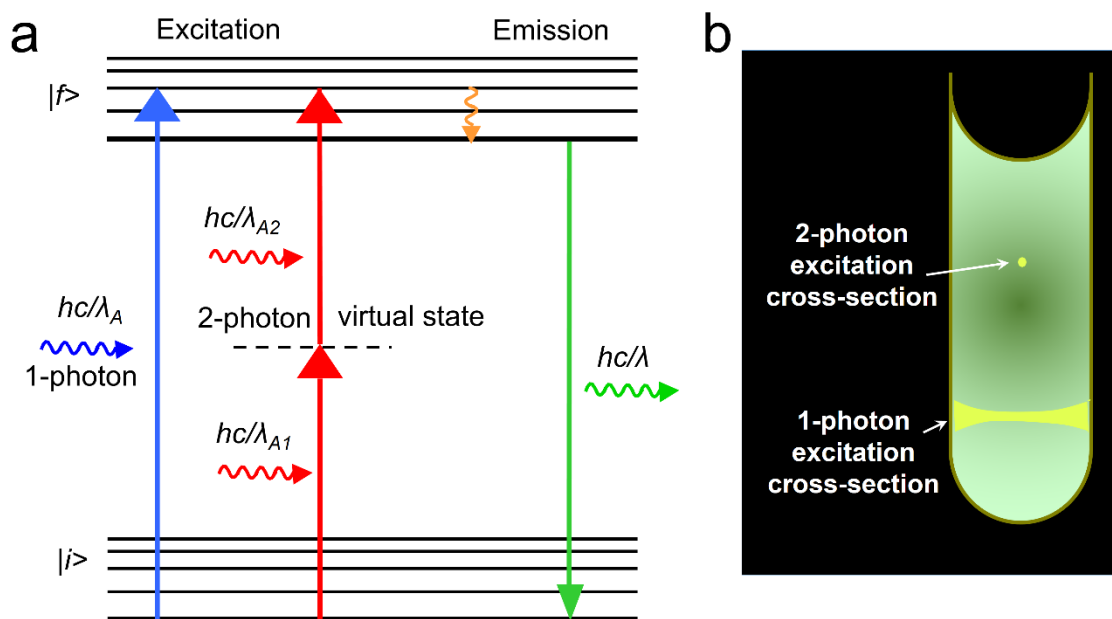 a
Excitation
Emission
|f>
hc/λA2
hc/λA
1-photon
2-photon virtual state
hc/λ
hc/λA1
|i>
b
2-photon
excitation
cross-section
1-photon
excitation
cross-section